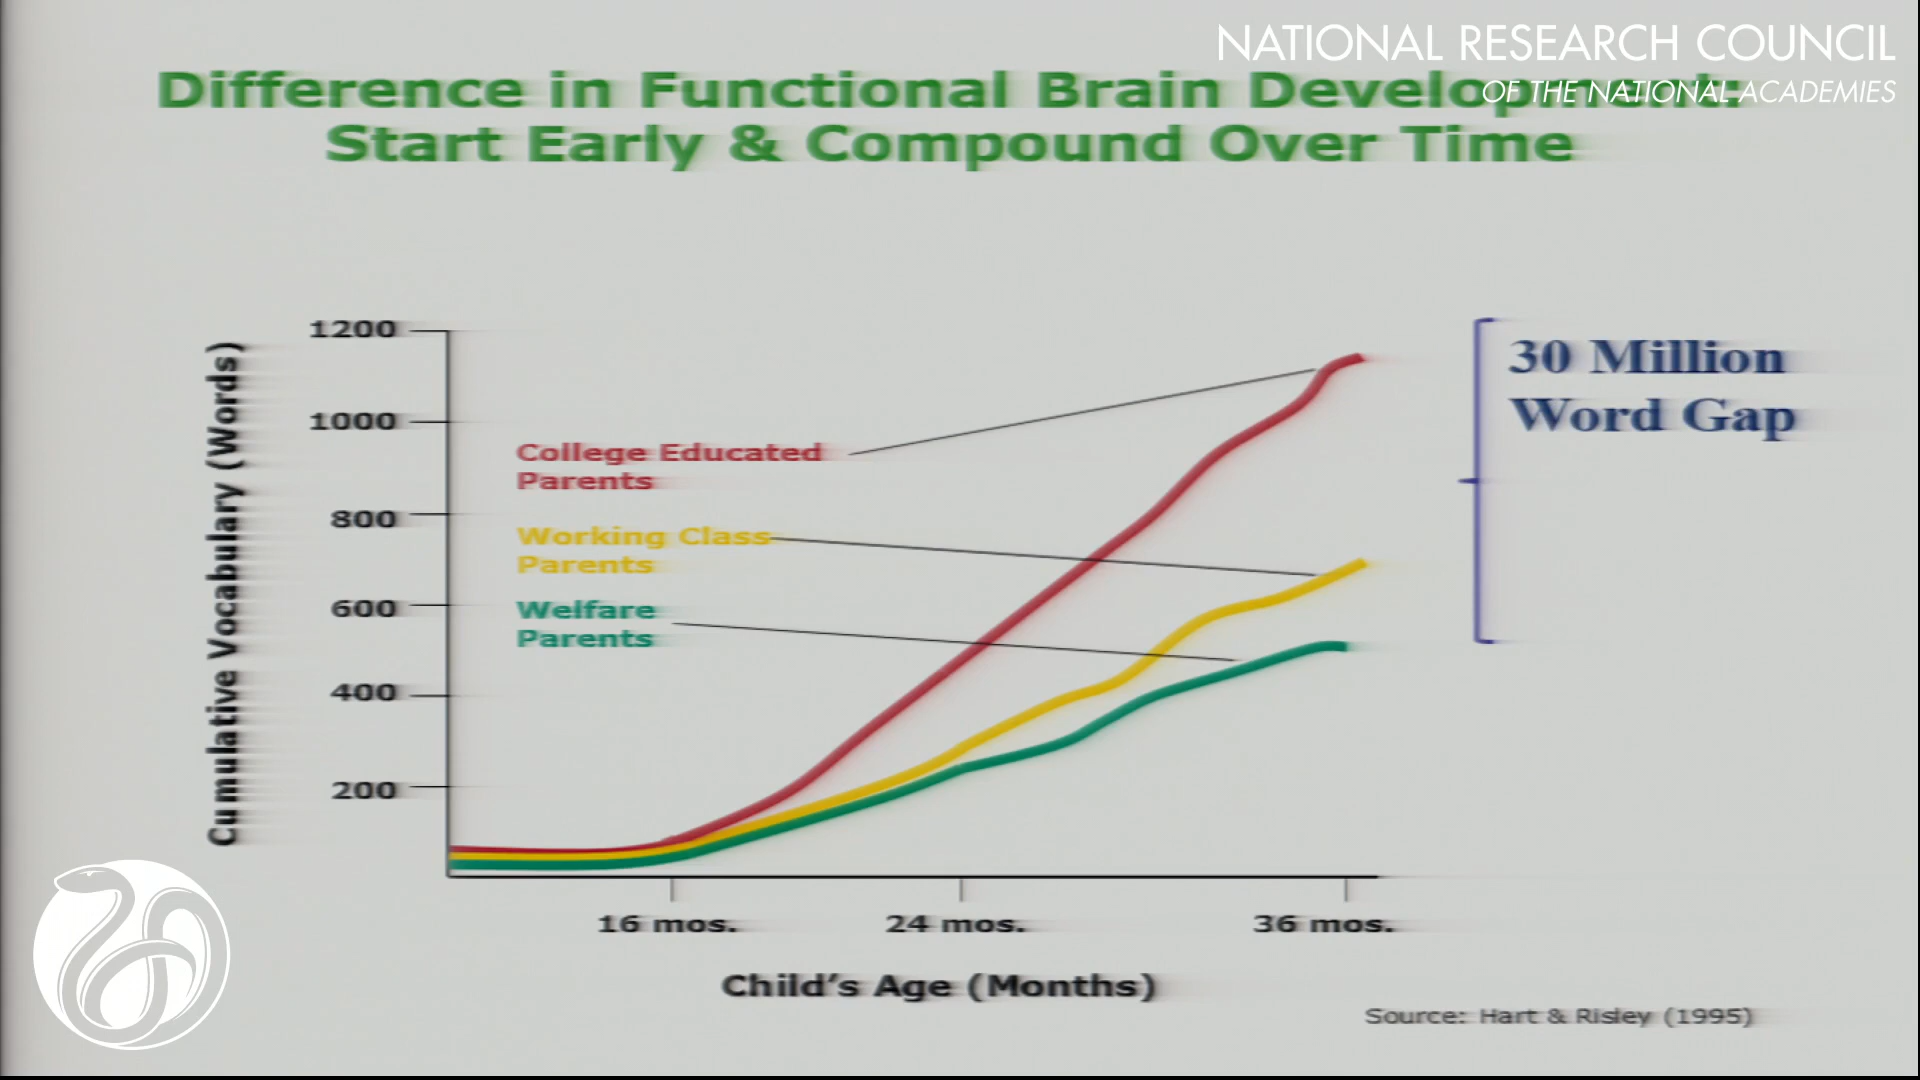 NATIONAL RESEARCH COUNCIL
OF THE NATIONAL ACADEMIES
Difference in Functional Brain Development:
Start Early & Compound Over Time
Cumulative Vocabulary (Words)
1200
1000
800
600
400
200
College Educated
Parents
Working Class
Parents
Welfare
Parents
30 Million
Word Gap
16 mos.
24 mos.
36 mos.
Child's Age (Months)
Source: Hart & Risley (1995)